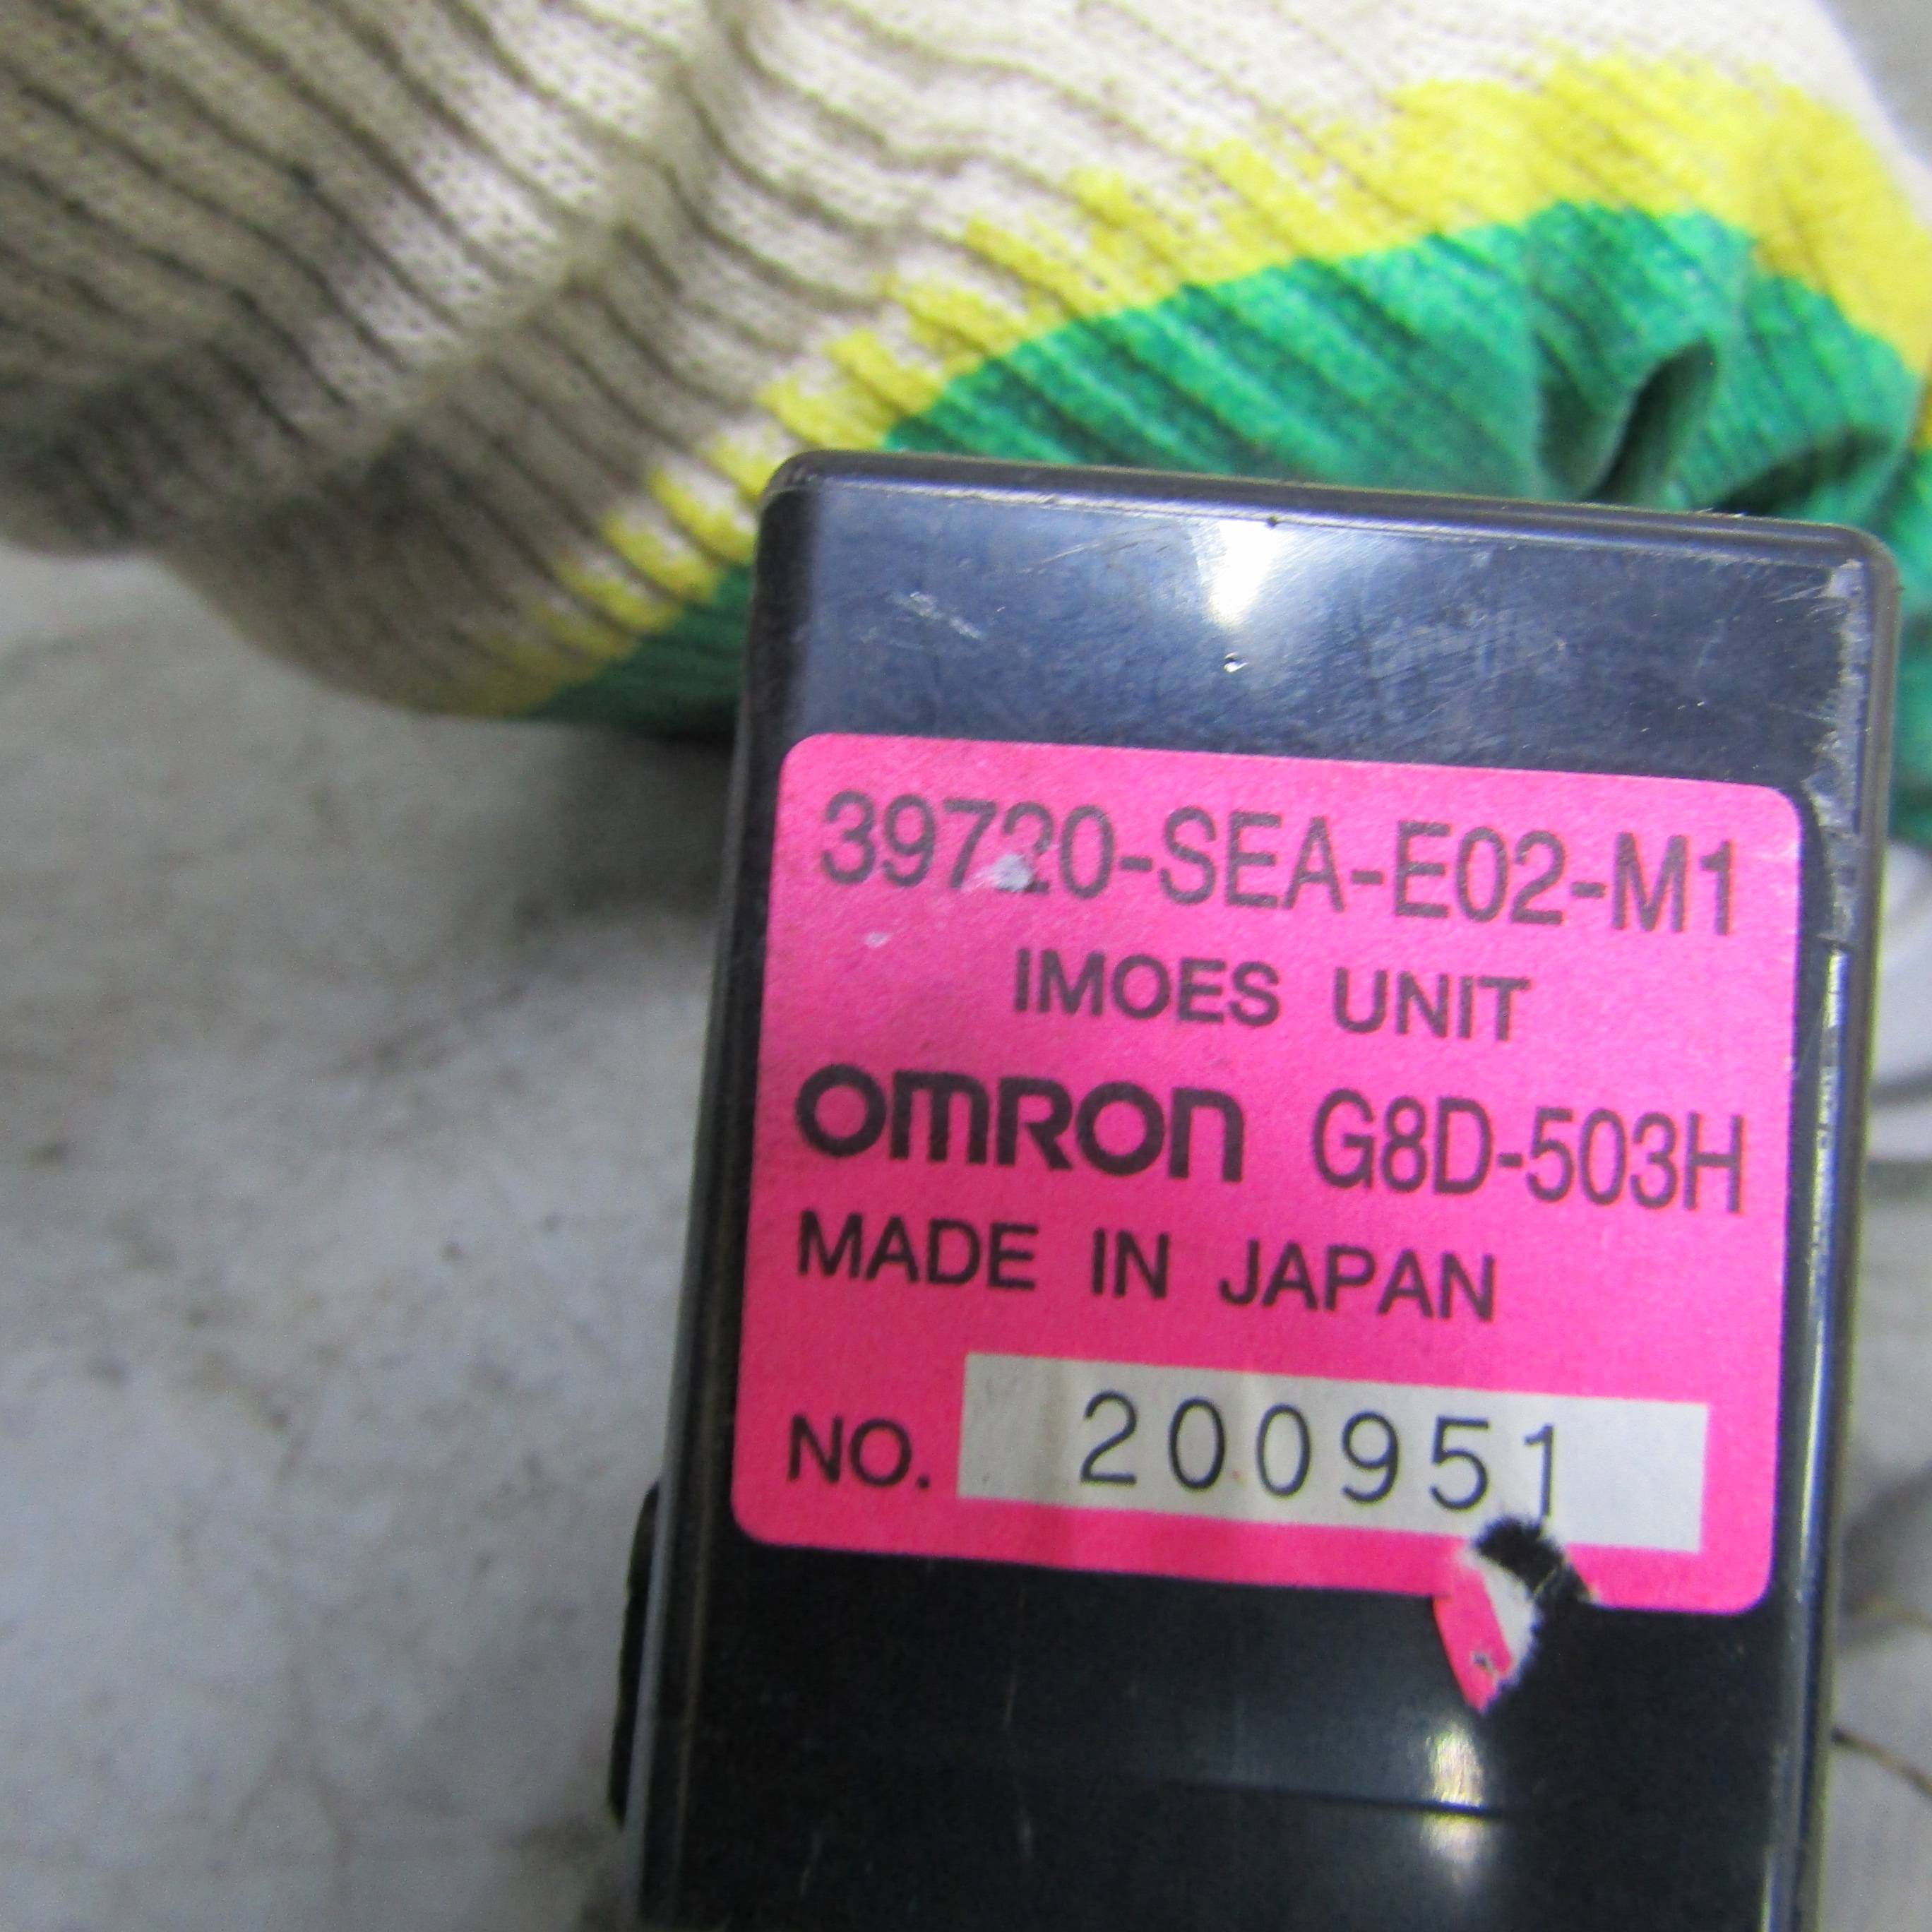 39720-SEA-E02-M1
IMOES UNIT
OMRON G8D-503H
MADE IN JAPAN
NO. 200951